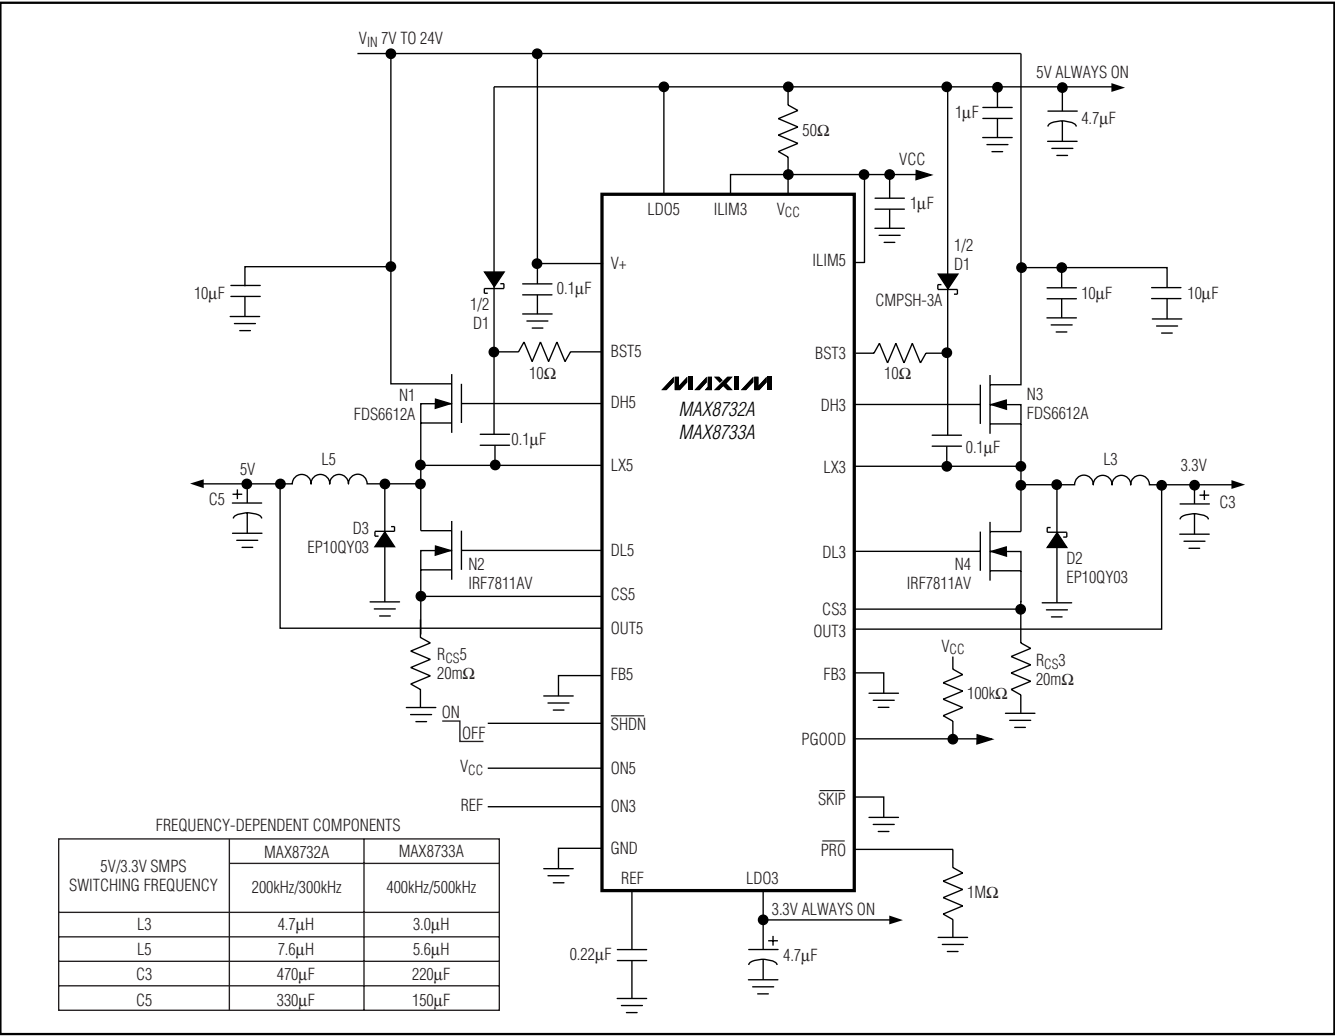 VIN 7V TO 24V
5V ALWAYS ON
1µF
4.7µF
50Ω
VCC
1µF
LDO5
ILIM3
VCC
V+
ILIM5
10µF
0.1µF
1/2
D1
1/2
D1
CMPSH-3A
10µF
10µF
BST5
10Ω
BST3
10Ω
MAXIM
MAX8732A
MAX8733A
N1
FDS6612A
DH5
DH3
N3
FDS6612A
0.1µF
0.1µF
LX5
LX3
5V
L5
C5
L3
3.3V
C3
D3
EP10QY03
N2
IRF7811AV
DL5
DL3
N4
IRF7811AV
D2
EP10QY03
CS5
CS3
OUT5
OUT3
RCS5
20mΩ
RCS3
20mΩ
FB5
FB3
VCC
100kΩ
ON
OFF
SHDN
PGOOD
VCC
ON5
REF
ON3
SKIP
GND
PRO
REF
LDO3
1MΩ
3.3V ALWAYS ON
0.22µF
4.7µF
FREQUENCY-DEPENDENT COMPONENTS
5V/3.3V SMPS
SWITCHING FREQUENCY
MAX8732A
MAX8733A
200kHz/300kHz
400kHz/500kHz
L3 4.7µH 3.0µH
L5 7.6µH 5.6µH
C3 470µF 220µF
C5 330µF 150µF